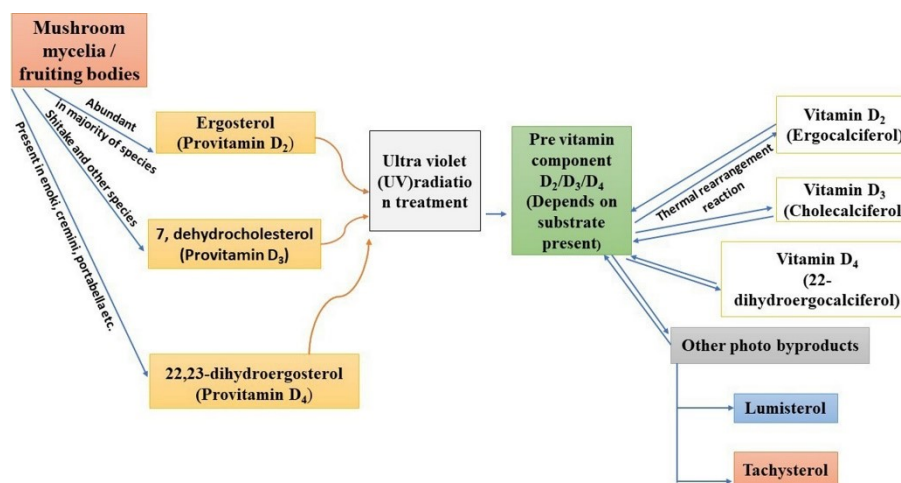 Mushroom
mycelia /
fruiting bodies
Abundant
in majority of species
Shitake and other species
Present in enoki, cremini, portabella etc.
Ergosterol
(Provitamin D₂)
7, dehydrocholesterol
(Provitamin D₃)
22,23-dihydroergosterol
(Provitamin D₄)
Ultra violet
(UV)radiatio
n treatment
Pre vitamin
component
D₂/D₃/D₄
(Depends on
substrate
present)
Thermal rearrangement
reaction
Vitamin D₂
(Ergocalciferol)
Vitamin D₃
(Cholecalciferol
Vitamin D₄
(22-
dihydroergocalciferol)
Other photo byproducts
Lumisterol
Tachysterol